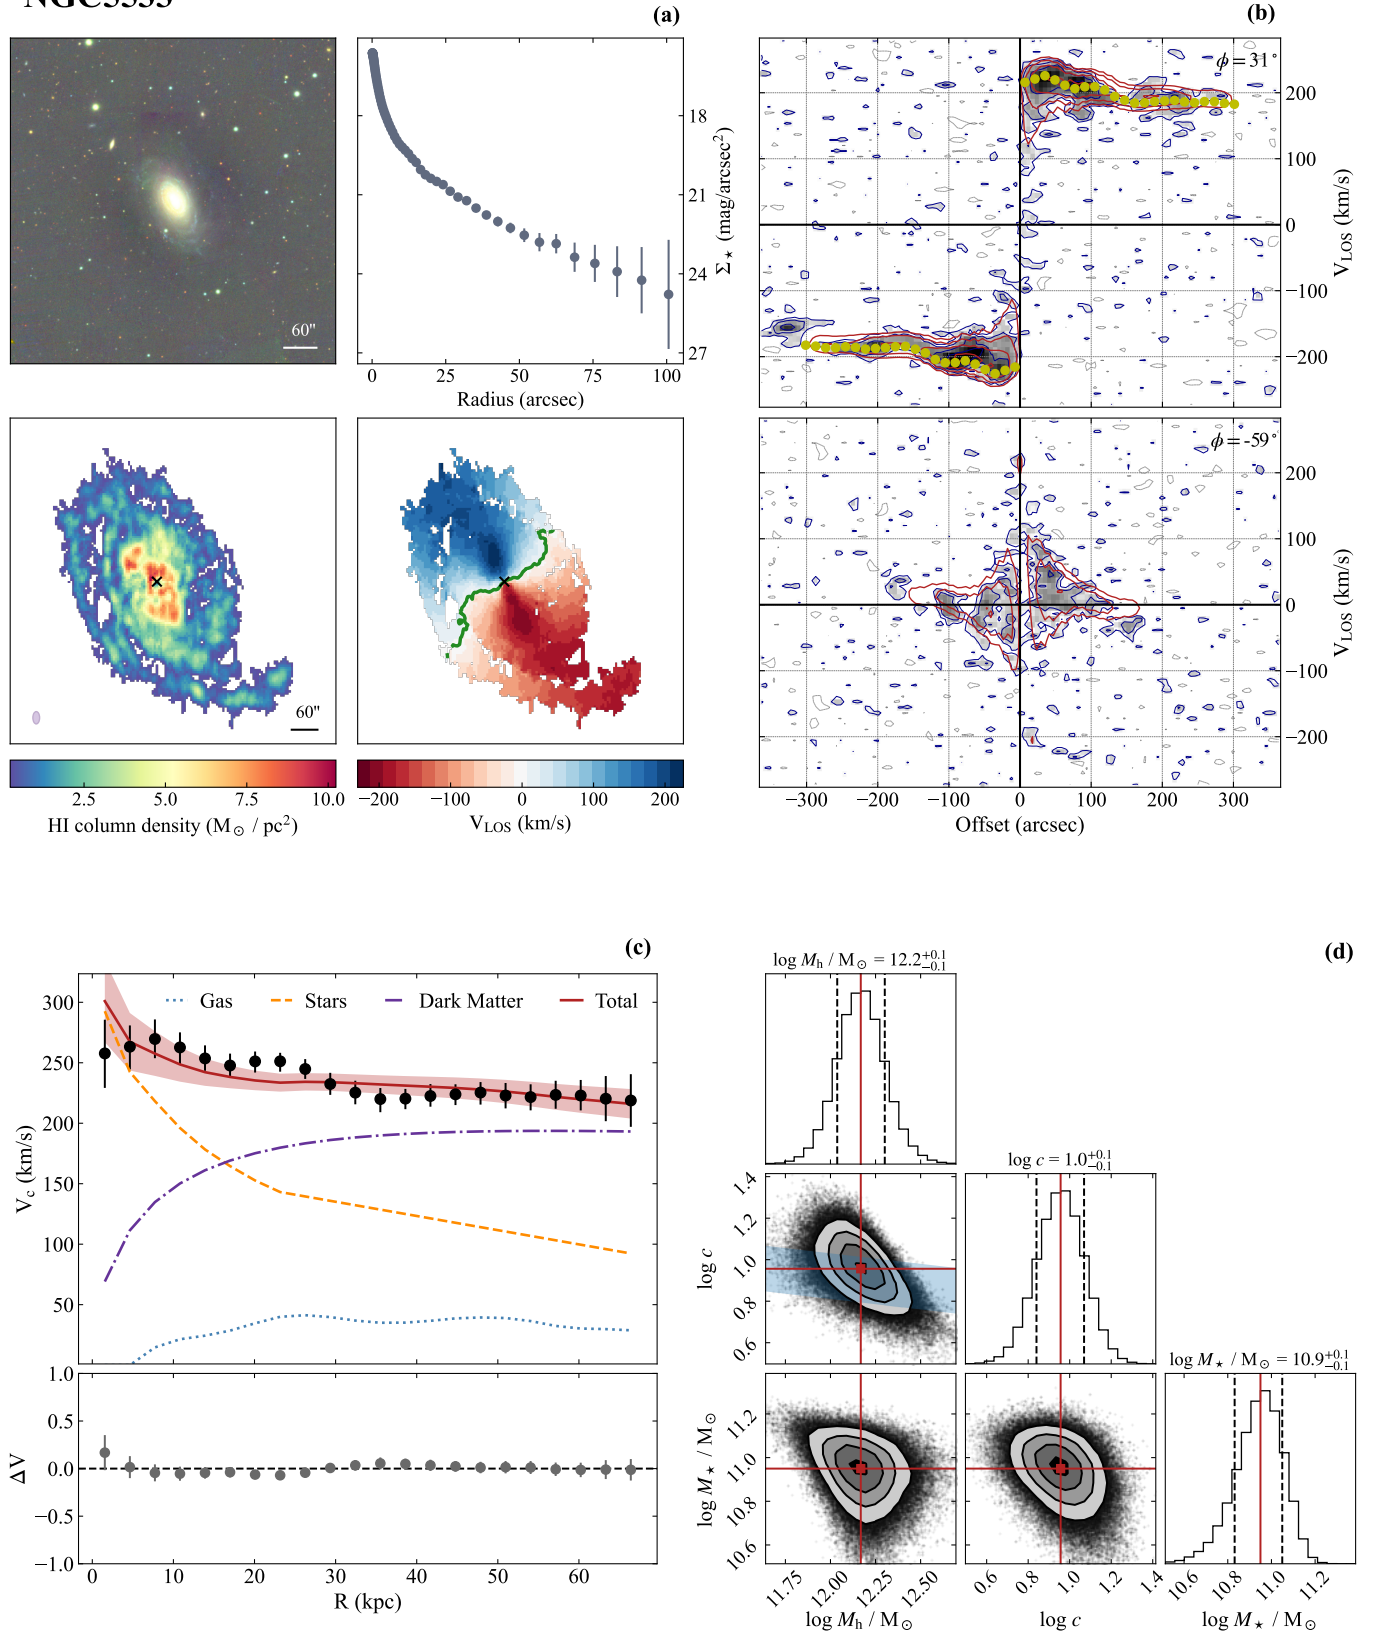 (a)
(b)
60"
18
21
24
27
Σ⋆ (mag/arcsec²)
0 25 50 75 100
Radius (arcsec)
ϕ = 31°
200
100
0
−100
−200
V_LOS (km/s)
60"
2.5 5.0 7.5 10.0
HI column density (M⊙ / pc²)
−200 −100 0 100 200
V_LOS (km/s)
ϕ = -59°
200
100
0
−100
−200
V_LOS (km/s)
−300 −200 −100 0 100 200 300
Offset (arcsec)
(c)
Gas Stars Dark Matter Total
300
250
200
150
100
50
V_c (km/s)
1.0
0.5
0.0
−0.5
−1.0
ΔV
0 10 20 30 40 50 60
R (kpc)
(d)
log M_h / M⊙ = 12.2 +0.1 −0.1
log c = 1.0 +0.1 −0.1
1.4
1.2
1.0
0.8
0.6
log c
log M⋆ / M⊙ = 10.9 +0.1 −0.1
11.2
11.0
10.8
10.6
log M⋆ / M⊙
11.75 12.00 12.25 12.50
log M_h / M⊙
0.6 0.8 1.0 1.2 1.4
log c
10.6 10.8 11.0 11.2
log M⋆ / M⊙